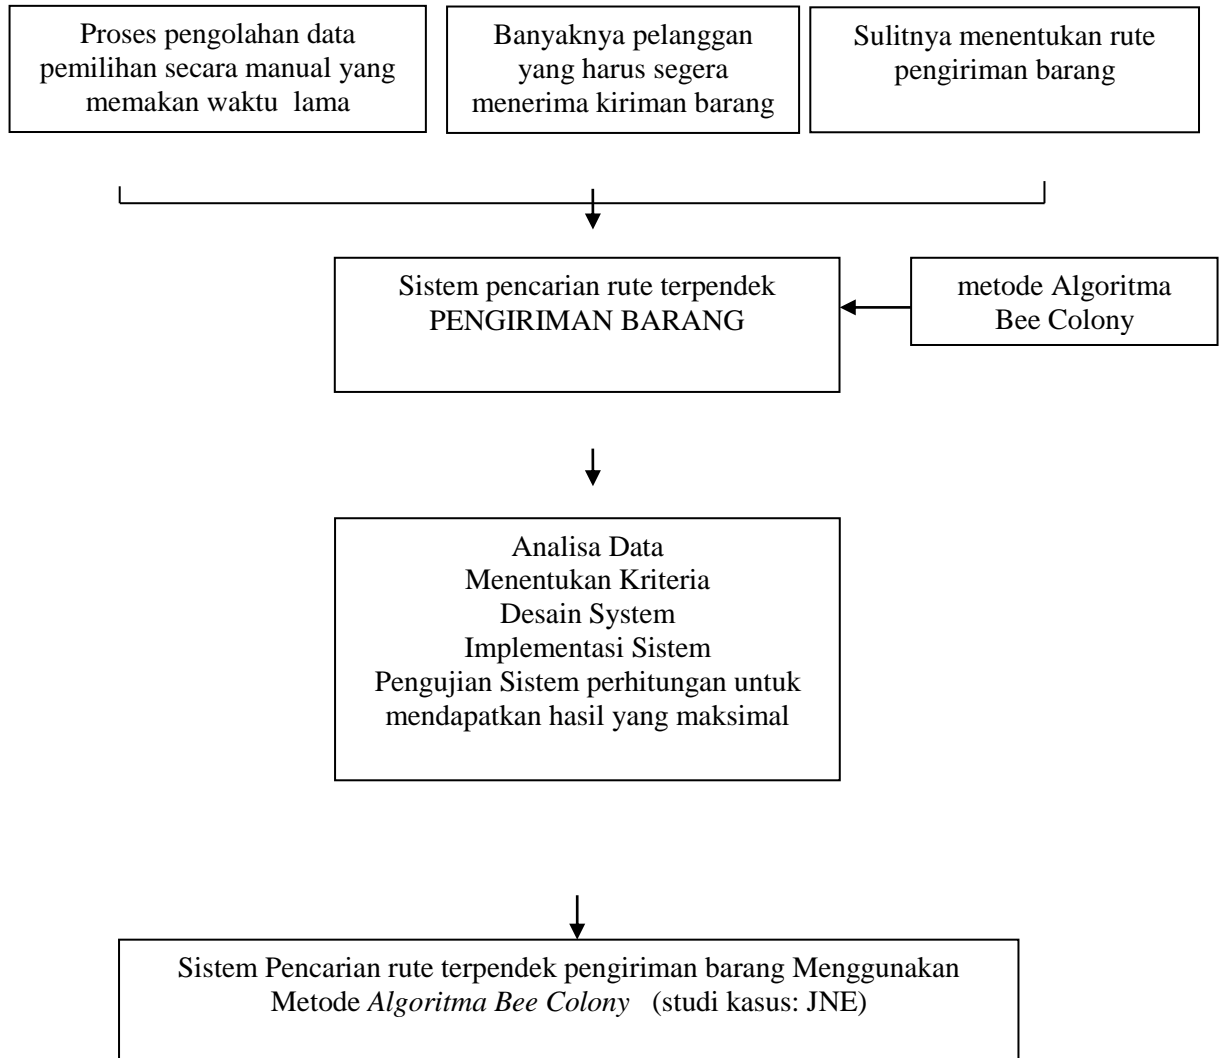 Proses pengolahan data
pemilihan secara manual yang
memakan waktu lama
Banyaknya pelanggan
yang harus segera
menerima kiriman barang
Sulitnya menentukan rute
pengiriman barang
Sistem pencarian rute terpendek
PENGIRIMAN BARANG
metode Algoritma
Bee Colony
Analisa Data
Menentukan Kriteria
Desain System
Implementasi Sistem
Pengujian Sistem perhitungan untuk
mendapatkan hasil yang maksimal
Sistem Pencarian rute terpendek pengiriman barang Menggunakan
Metode Algoritma Bee Colony (studi kasus: JNE)